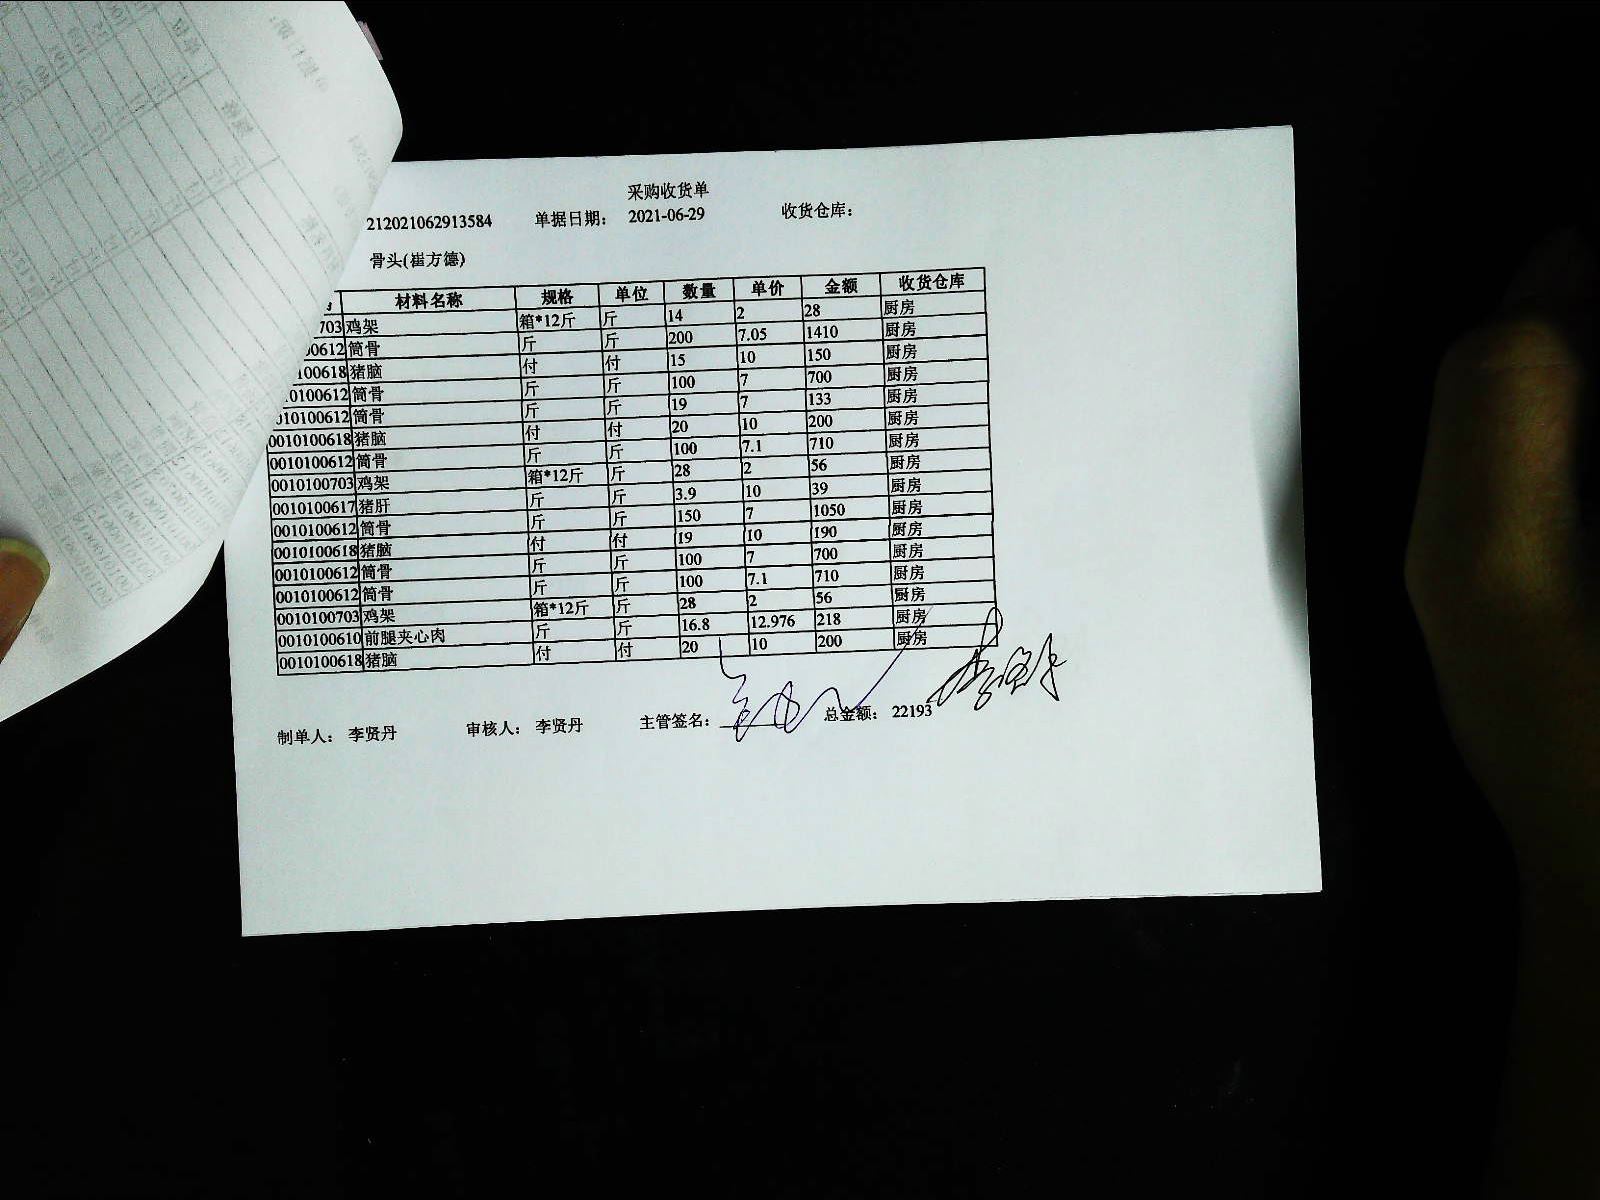 采购收货单
212021062913584 单据日期: 2021-06-29 收货仓库:
骨头(崔方德)
材料名称 规格 单位 数量 单价 金额 收货仓库
703 鸡架 箱*12斤 斤 14 2 28 厨房
00612 筒骨 斤 斤 200 7.05 1410 厨房
100618 猪脑 付 付 15 10 150 厨房
10100612 筒骨 斤 斤 100 7 700 厨房
010100612 筒骨 斤 斤 19 7 133 厨房
0010100618 猪脑 付 付 20 10 200 厨房
0010100612 筒骨 斤 斤 100 7.1 710 厨房
0010100703 鸡架 箱*12斤 斤 28 2 56 厨房
0010100617 猪肝 斤 斤 3.9 10 39 厨房
0010100612 筒骨 斤 斤 150 7 1050 厨房
0010100618 猪脑 付 付 19 10 190 厨房
0010100612 筒骨 斤 斤 100 7 700 厨房
0010100612 筒骨 斤 斤 100 7.1 710 厨房
0010100703 鸡架 箱*12斤 斤 28 2 56 厨房
0010100610 前腿夹心肉 斤 斤 16.8 12.976 218 厨房
0010100618 猪脑 付 付 20 10 200 厨房
制单人: 李贤丹 审核人: 李贤丹 主管签名: 总金额: 22193